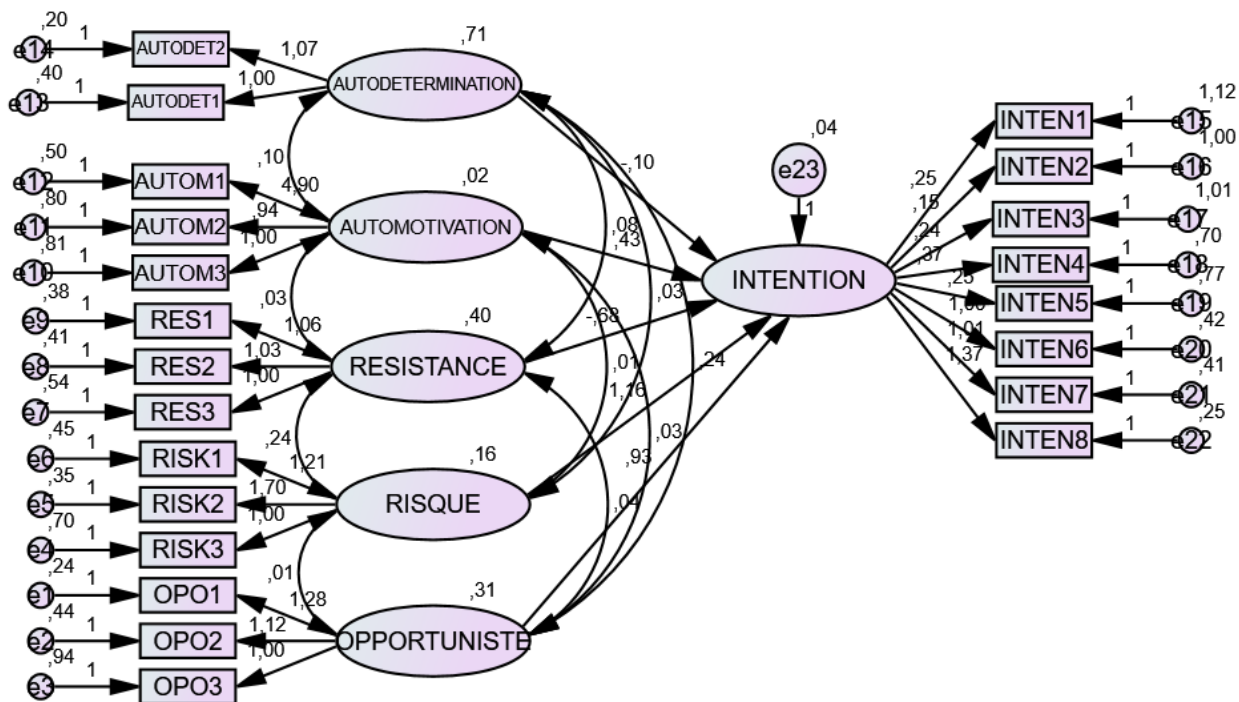 ,20
e14
1
AUTODET2
1,07
,40
e13
1
AUTODET1
1,00
,71
AUTODETERMINATION
,10
,50
e12
1
AUTOM1
4,90
,80
e11
1
AUTOM2
,94
,81
e10
1
AUTOM3
1,00
,02
AUTOMOTIVATION
,03
,38
e9
1
RES1
1,06
,41
e8
1
RES2
1,03
,54
e7
1
RES3
1,00
,40
RESISTANCE
,24
,45
e6
1
RISK1
1,21
,35
e5
1
RISK2
1,70
,70
e4
1
RISK3
1,00
,16
RISQUE
,01
,24
e1
1
OPO1
1,28
,44
e2
1
OPO2
1,12
,94
e3
1
OPO3
1,00
,31
OPPORTUNISTE
-,10
,08
,43
,03
-,68
,01
1,16
,24
,03
,93
,04
,04
e23
1
INTENTION
,25
,15
,24
,37
,25
1,01
1,37
INTEN1
1
e15
1,12
INTEN2
1
e16
1,00
INTEN3
1
e17
1,01
INTEN4
1
e18
,70
INTEN5
1
e19
,77
INTEN6
1
e20
,42
INTEN7
1
e21
,41
INTEN8
1
e22
,25